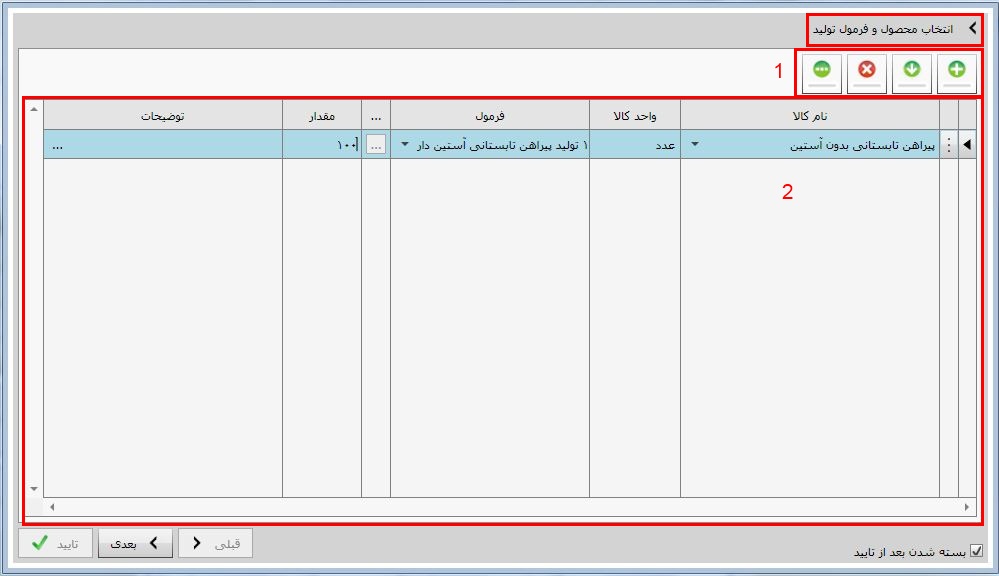 انتخاب محصول و فرمول تولید
1
نام کالا
واحد کالا
فرمول
...
مقدار
توضیحات
پیراهن تابستانی بدون آستین
عدد
۱ تولید پیراهن تابستانی آستین دار
...
۱۰۰
...
2
بسته شدن بعد از تایید
قبلی
بعدی
تایید